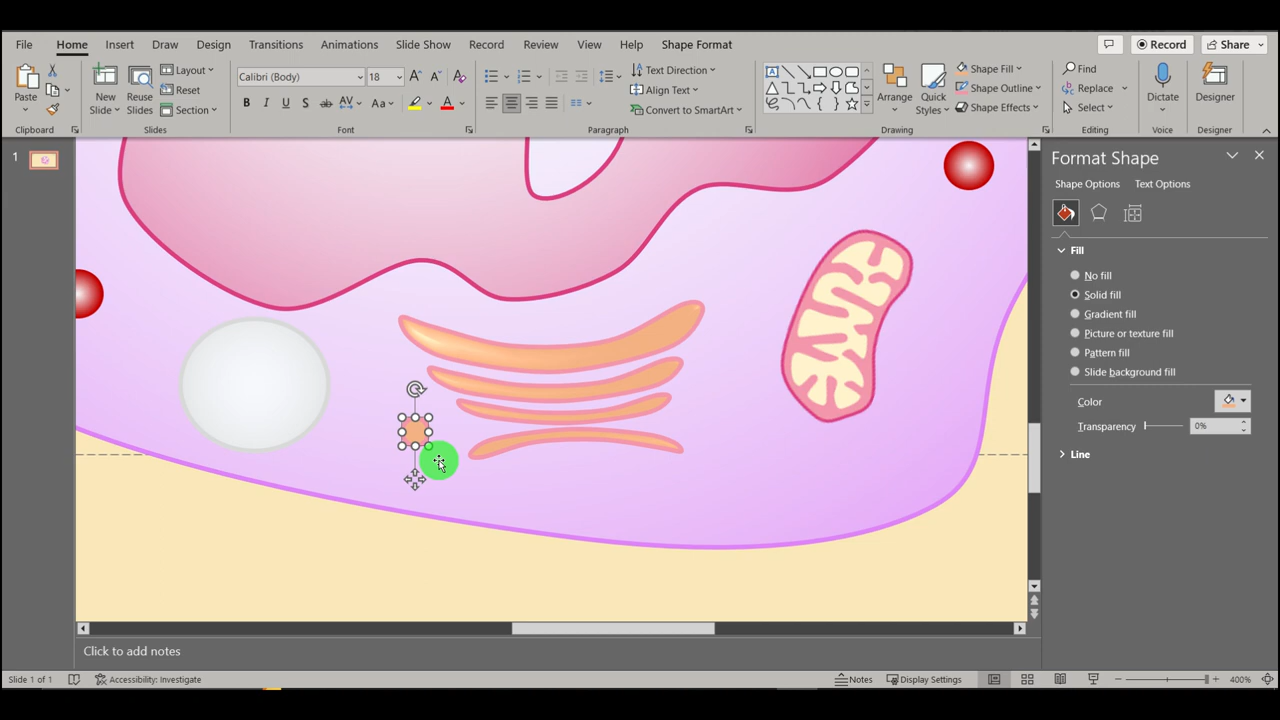 File Home Insert Draw Design Transitions Animations Slide Show Record Review View Help Shape Format Record Share
Paste
Clipboard
New Slide
Reuse Slides
Layout
Reset
Section
Slides
Calibri (Body) 18
B I U S ab AV Aa A
Font
Text Direction
Align Text
Convert to SmartArt
Paragraph
Arrange
Quick Styles
Shape Fill
Shape Outline
Shape Effects
Drawing
Find
Replace
Select
Editing
Dictate
Voice
Designer
Designer
1
Format Shape
Shape Options Text Options
Fill
No fill
Solid fill
Gradient fill
Picture or texture fill
Pattern fill
Slide background fill
Color
Transparency 0%
Line
Click to add notes
Slide 1 of 1 Accessibility: Investigate Notes Display Settings 400%